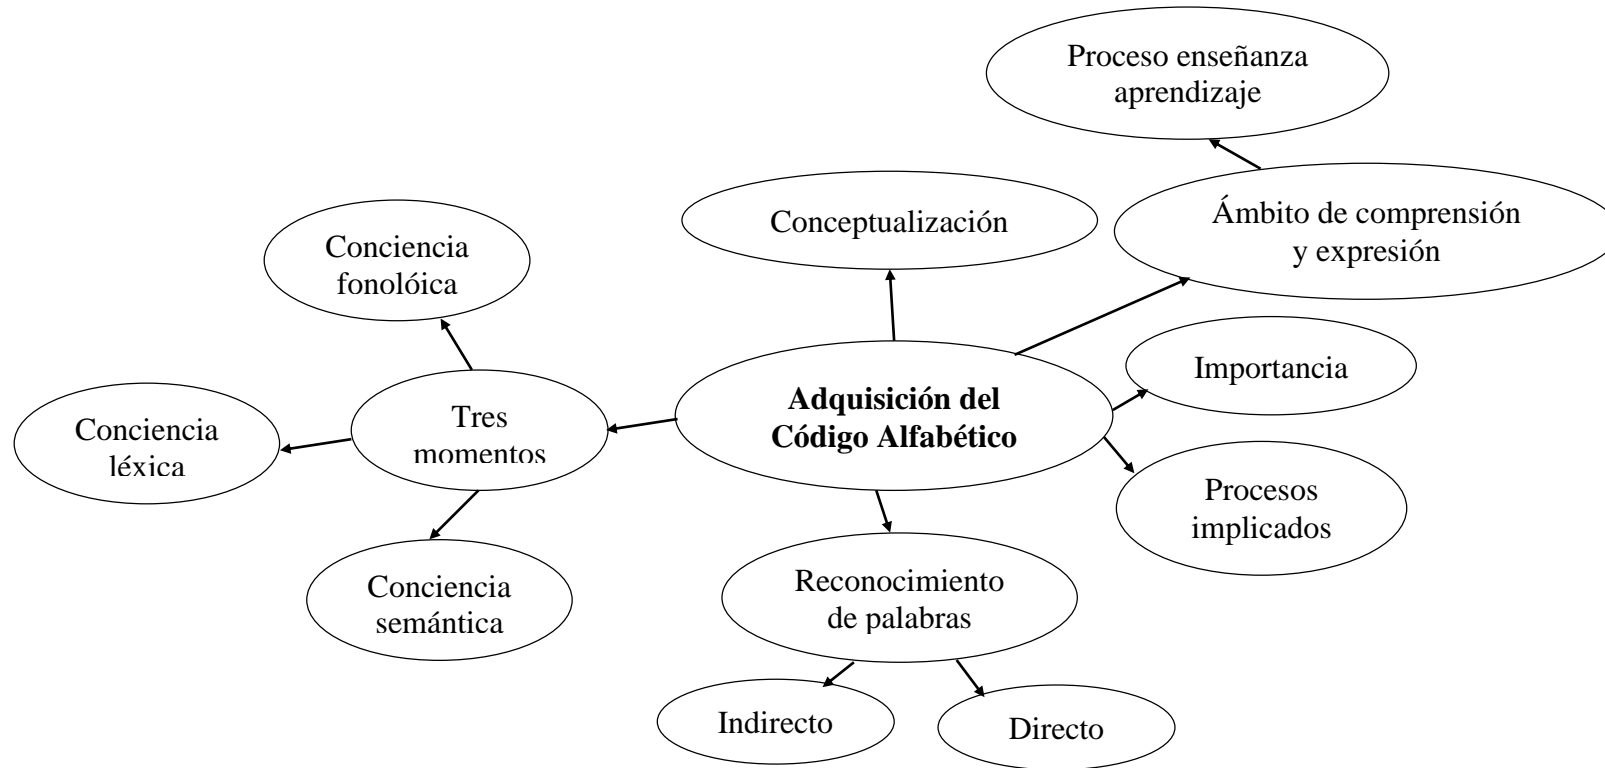 Proceso enseñanza
aprendizaje
Conceptualización
Ámbito de comprensión
y expresión
Conciencia
fonolóica
Importancia
Adquisición del
Código Alfabético
Tres
momentos
Conciencia
léxica
Procesos
implicados
Conciencia
semántica
Reconocimiento
de palabras
Indirecto
Directo